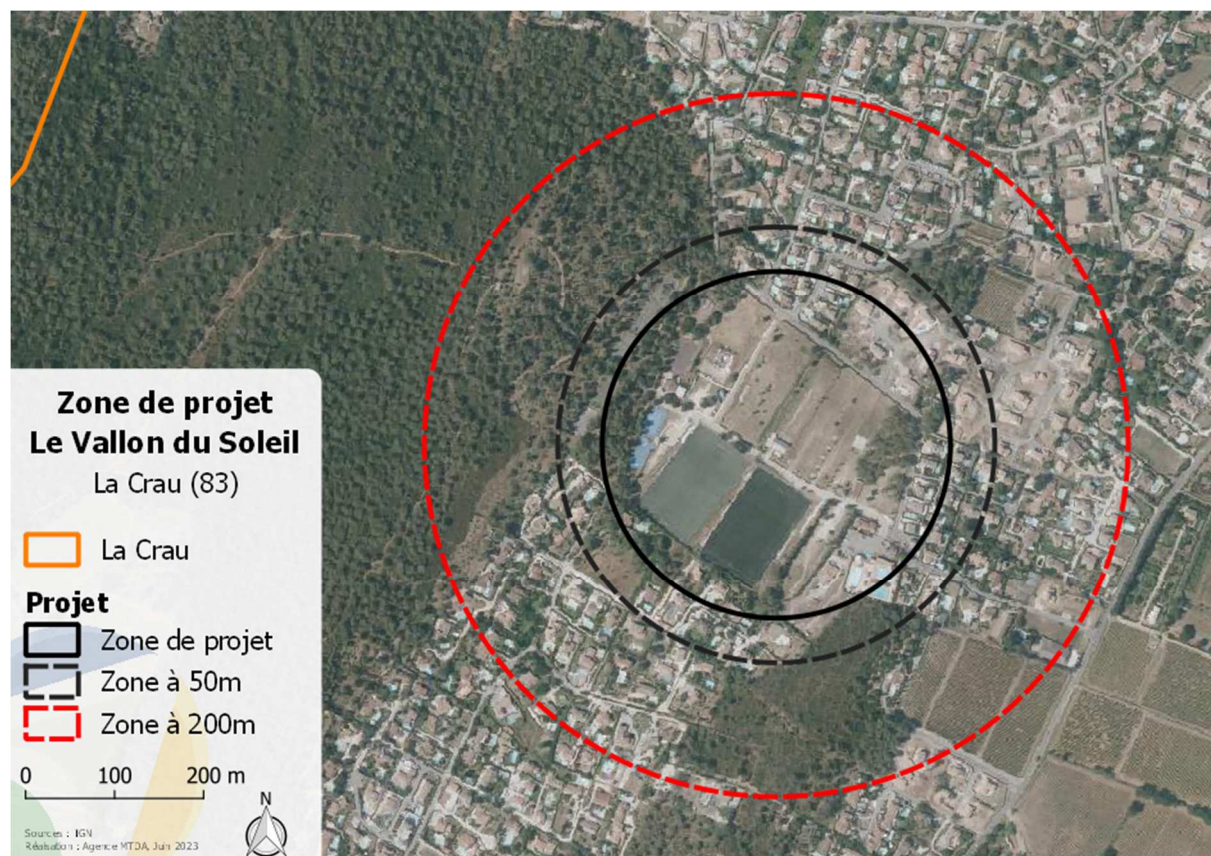 Zone de projet
Le Vallon du Soleil
La Crau (83)
La Crau
Projet
Zone de projet
Zone à 50m
Zone à 200m
0 100 200 m
N
Sources : IGN
Réalisation : Agence MTDA, Juin 2023